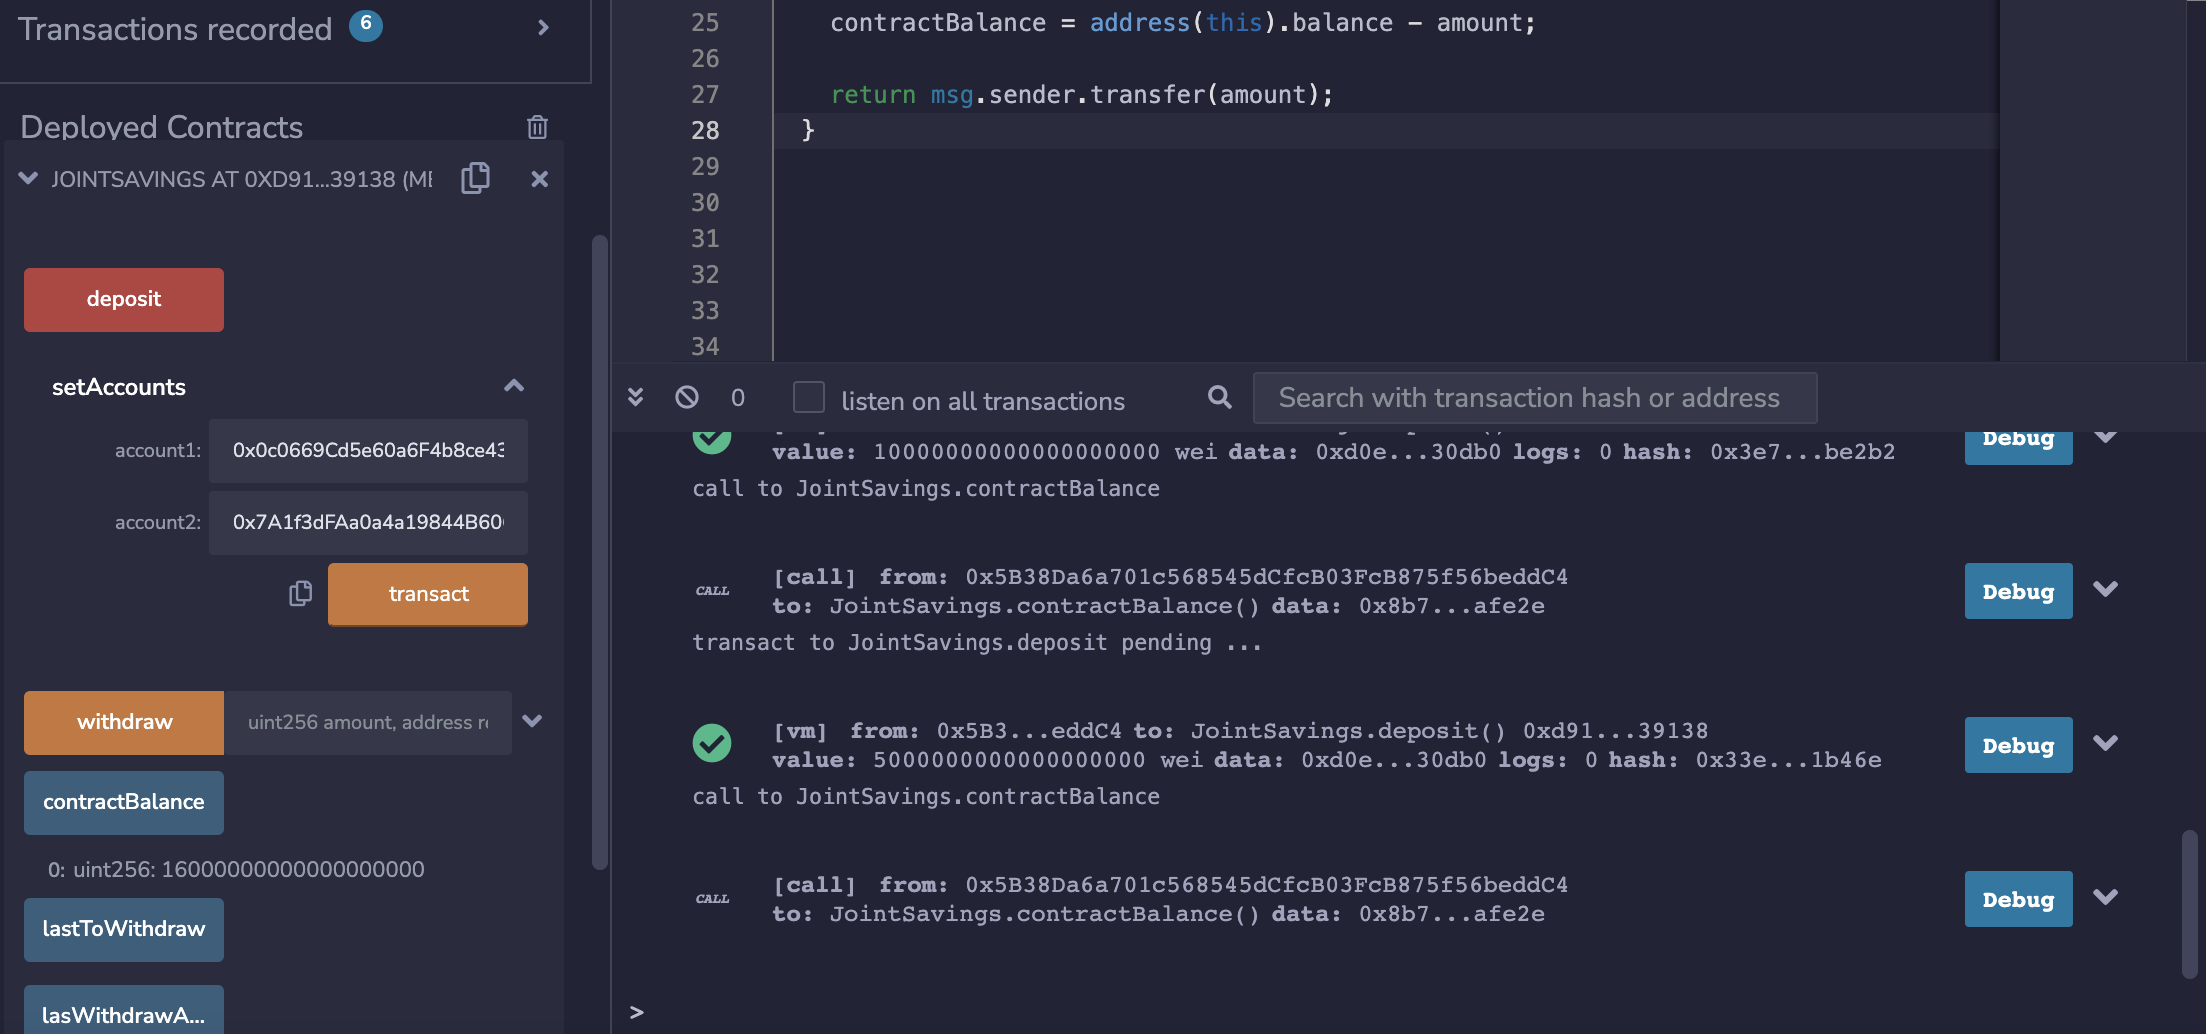 Transactions recorded 6
Deployed Contracts
JOINTSAVINGS AT 0XD91...39138 (ME
deposit
setAccounts
account1: 0x0c0669Cd5e60a6F4b8ce43
account2: 0x7A1f3dFAa0a4a19844B60
transact
withdraw uint256 amount, address re
contractBalance
0: uint256: 16000000000000000000
lastToWithdraw
lasWithdrawA...
25 contractBalance = address(this).balance - amount;
26
27 return msg.sender.transfer(amount);
28 }
29
30
31
32
33
34
0 listen on all transactions Search with transaction hash or address
value: 10000000000000000000 wei data: 0xd0e...30db0 logs: 0 hash: 0x3e7...be2b2 Debug
call to JointSavings.contractBalance
CALL [call] from: 0x5B38Da6a701c568545dCfcB03FcB875f56beddC4
to: JointSavings.contractBalance() data: 0x8b7...afe2e Debug
transact to JointSavings.deposit pending ...
[vm] from: 0x5B3...eddC4 to: JointSavings.deposit() 0xd91...39138
value: 5000000000000000000 wei data: 0xd0e...30db0 logs: 0 hash: 0x33e...1b46e Debug
call to JointSavings.contractBalance
CALL [call] from: 0x5B38Da6a701c568545dCfcB03FcB875f56beddC4
to: JointSavings.contractBalance() data: 0x8b7...afe2e Debug
>